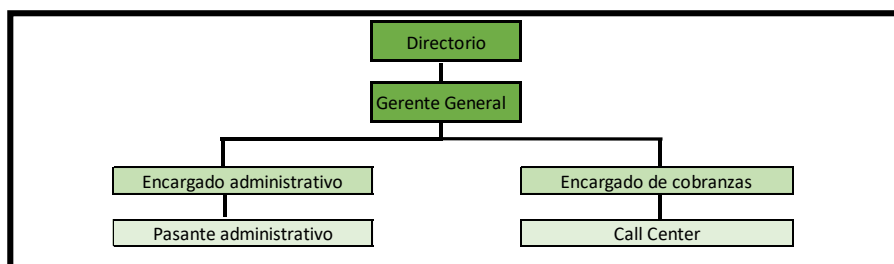 Directorio
Gerente General
Encargado administrativo
Encargado de cobranzas
Pasante administrativo
Call Center